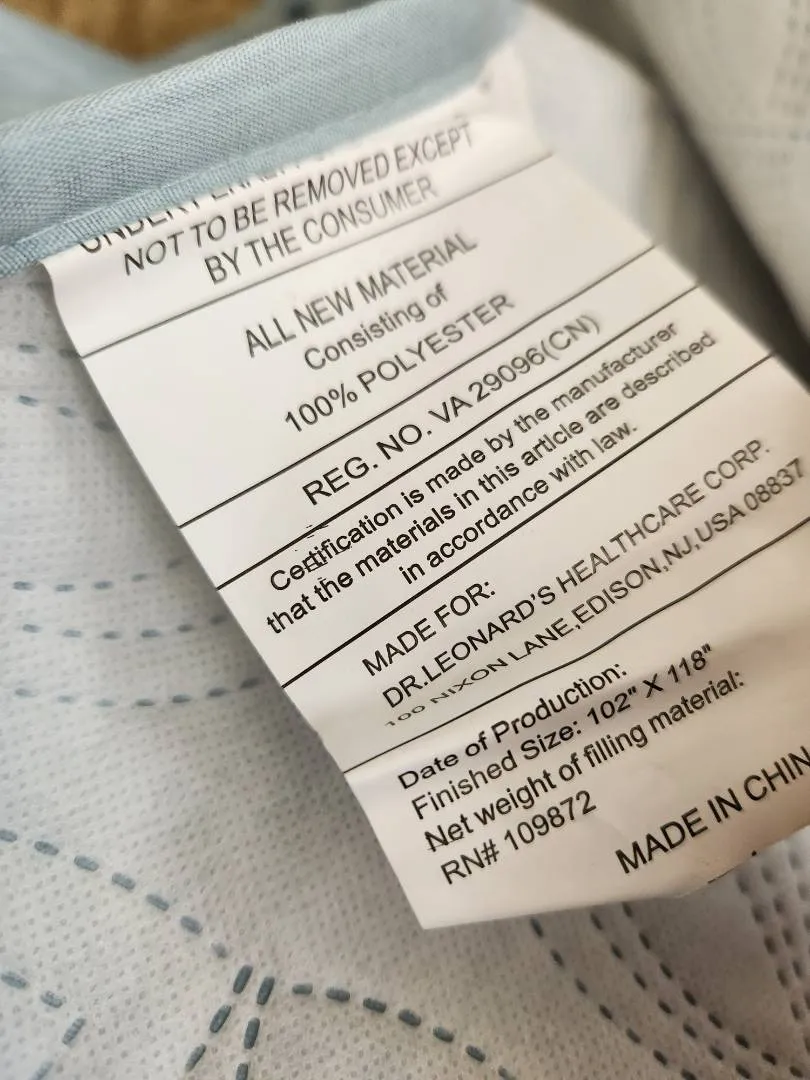 NOT TO BE REMOVED EXCEPT
BY THE CONSUMER
ALL NEW MATERIAL
Consisting of
100% POLYESTER
REG. NO. VA 29096(CN)
Certification is made by the manufacturer
that the materials in this article are described
in accordance with law.
MADE FOR:
DR.LEONARD'S HEALTHCARE CORP.
100 NIXON LANE,EDISON,NJ,USA 08837
Date of Production:
Finished Size: 102" X 118"
Net weight of filling material:
RN# 109872
MADE IN CHIN